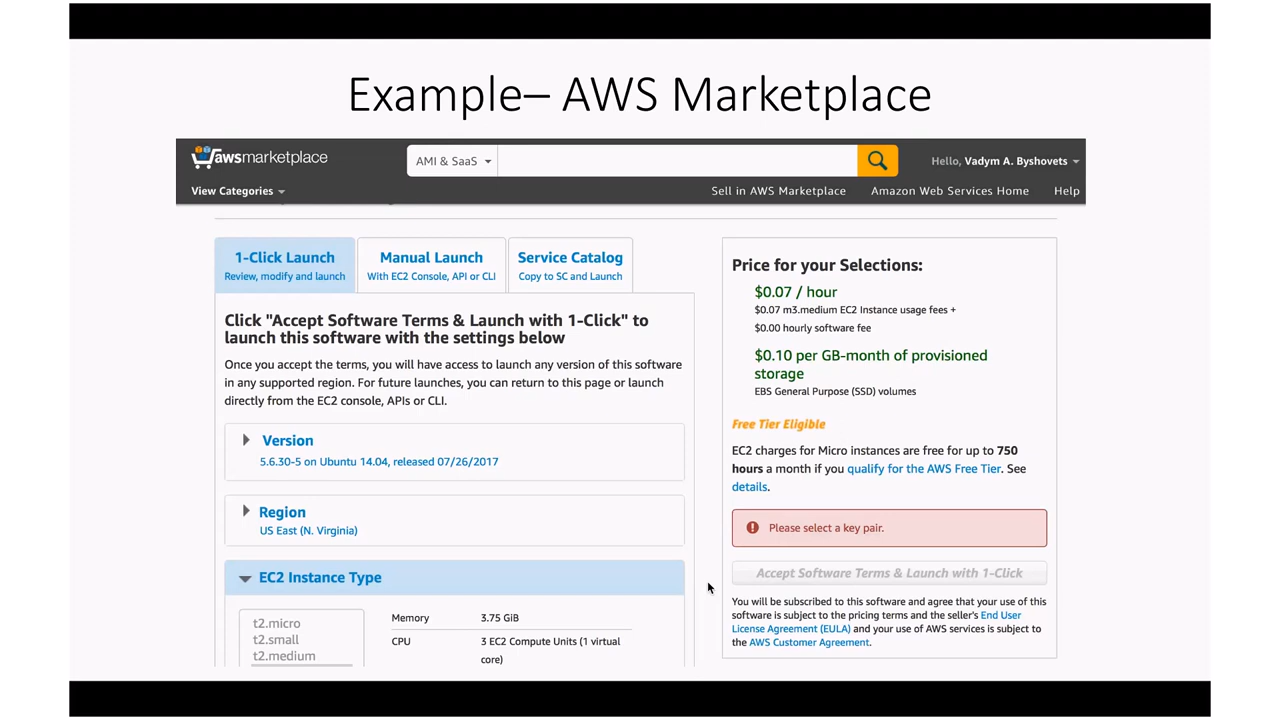 Example– AWS Marketplace
awsmarketplace
AMI & SaaS
Hello, Vadym A. Byshovets
View Categories
Sell in AWS Marketplace
Amazon Web Services Home
Help
1-Click Launch
Review, modify and launch
Manual Launch
With EC2 Console, API or CLI
Service Catalog
Copy to SC and Launch
Click "Accept Software Terms & Launch with 1-Click" to
launch this software with the settings below
Once you accept the terms, you will have access to launch any version of this software
in any supported region. For future launches, you can return to this page or launch
directly from the EC2 console, APIs or CLI.
Version
5.6.30-5 on Ubuntu 14.04, released 07/26/2017
Region
US East (N. Virginia)
EC2 Instance Type
t2.micro
t2.small
t2.medium
Memory
3.75 GiB
CPU
3 EC2 Compute Units (1 virtual
core)
Price for your Selections:
$0.07 / hour
$0.07 m3.medium EC2 Instance usage fees +
$0.00 hourly software fee
$0.10 per GB-month of provisioned
storage
EBS General Purpose (SSD) volumes
Free Tier Eligible
EC2 charges for Micro instances are free for up to 750
hours a month if you qualify for the AWS Free Tier. See
details.
Please select a key pair.
Accept Software Terms & Launch with 1-Click
You will be subscribed to this software and agree that your use of this
software is subject to the pricing terms and the seller's End User
License Agreement (EULA) and your use of AWS services is subject to
the AWS Customer Agreement.